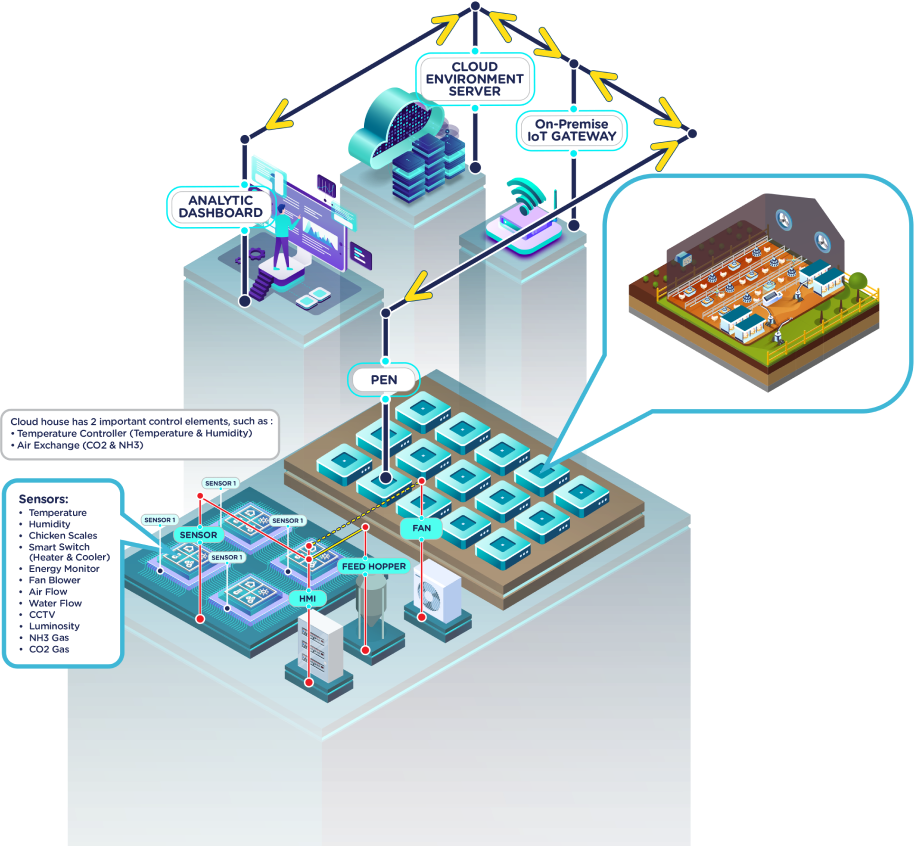 CLOUD
ENVIRONMENT
SERVER
On-Premise
IoT GATEWAY
ANALYTIC
DASHBOARD
PEN
Cloud house has 2 important control elements, such as :
• Temperature Controller (Temperature & Humidity)
• Air Exchange (CO2 & NH3)
Sensors:
• Temperature
• Humidity
• Chicken Scales
• Smart Switch
(Heater & Cooler)
• Energy Monitor
• Fan Blower
• Air Flow
• Water Flow
• CCTV
• Luminosity
• NH3 Gas
• CO2 Gas
SENSOR 1
SENSOR 1
SENSOR 1
SENSOR
SENSOR 1
FAN
FEED HOPPER
HMI